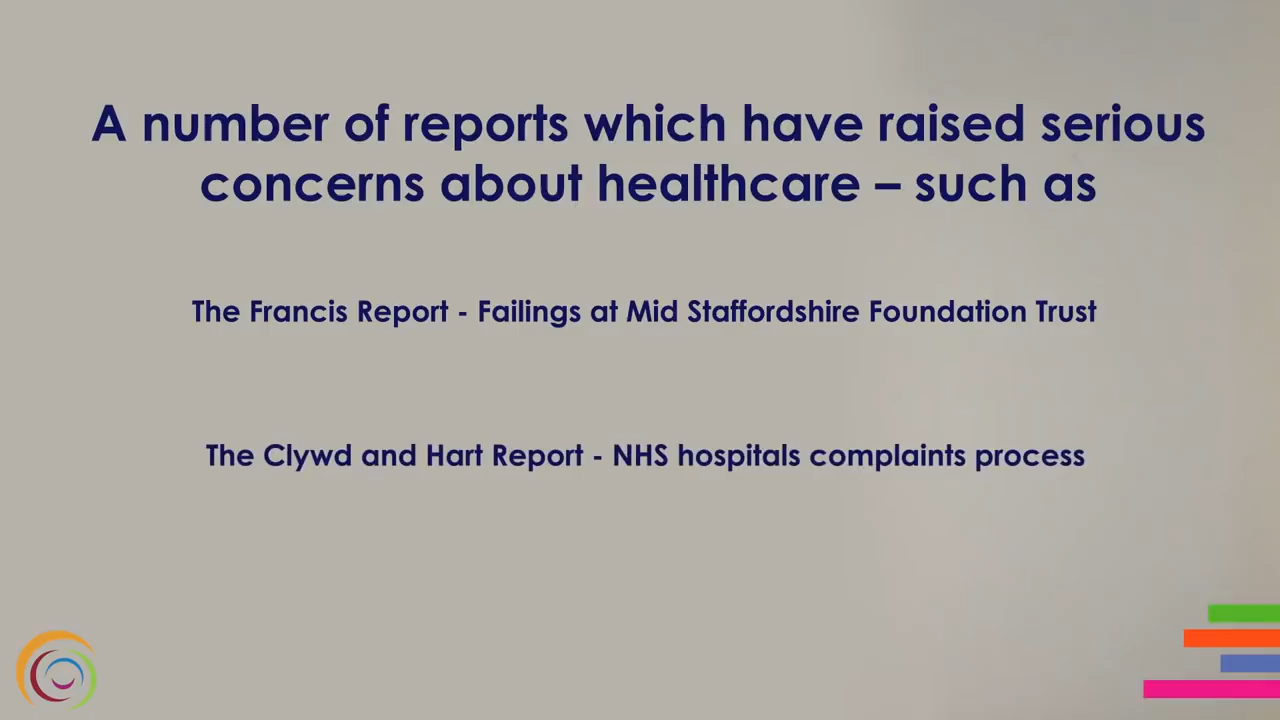 A number of reports which have raised serious
concerns about healthcare – such as
The Francis Report - Failings at Mid Staffordshire Foundation Trust
The Clywd and Hart Report - NHS hospitals complaints process